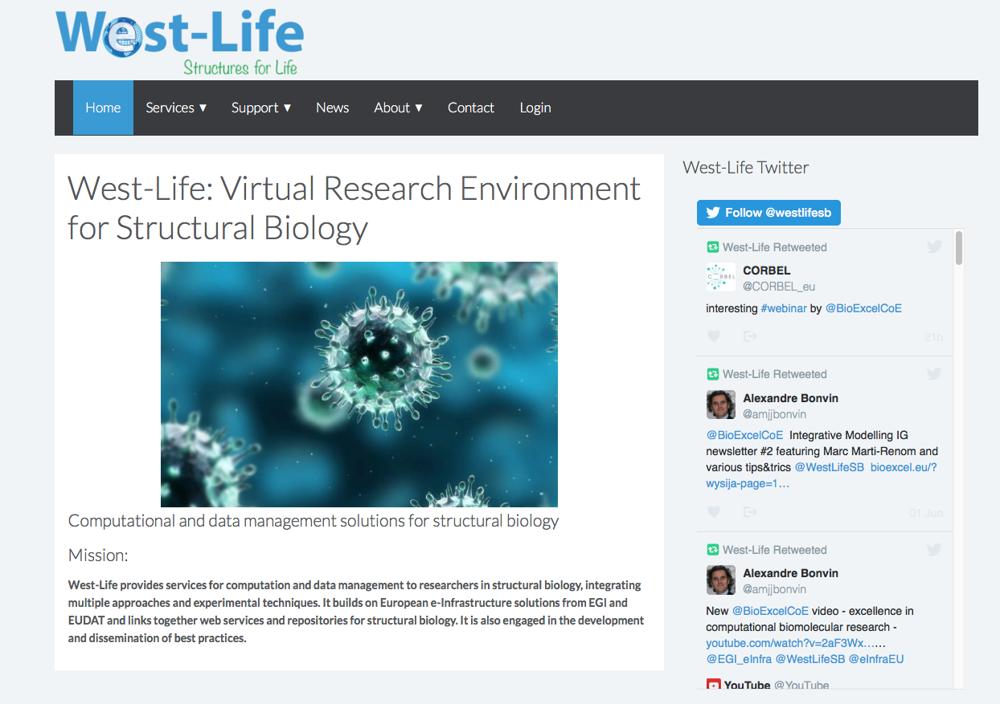 West-Life
Structures for Life
Home Services ▾ Support ▾ News About ▾ Contact Login
West-Life: Virtual Research Environment
for Structural Biology
Computational and data management solutions for structural biology
Mission:
West-Life provides services for computation and data management to researchers in structural biology, integrating
multiple approaches and experimental techniques. It builds on European e-Infrastructure solutions from EGI and
EUDAT and links together web services and repositories for structural biology. It is also engaged in the development
and dissemination of best practices.
West-Life Twitter
Follow @westlifesb
West-Life Retweeted
CORBEL
CORBEL
@CORBEL_eu
interesting #webinar by @BioExcelCoE
21h
West-Life Retweeted
Alexandre Bonvin
@amjjbonvin
@BioExcelCoE Integrative Modelling IG
newsletter #2 featuring Marc Marti-Renom and
various tips&trics @WestLifeSB bioexcel.eu/?
wysija-page=1…
01 Jun
West-Life Retweeted
Alexandre Bonvin
@amjjbonvin
New @BioExcelCoE video - excellence in
computational biomolecular research -
youtube.com/watch?v=2aF3Wx……
@EGI_eInfra @WestLifeSB @eInfraEU
YouTube @YouTube